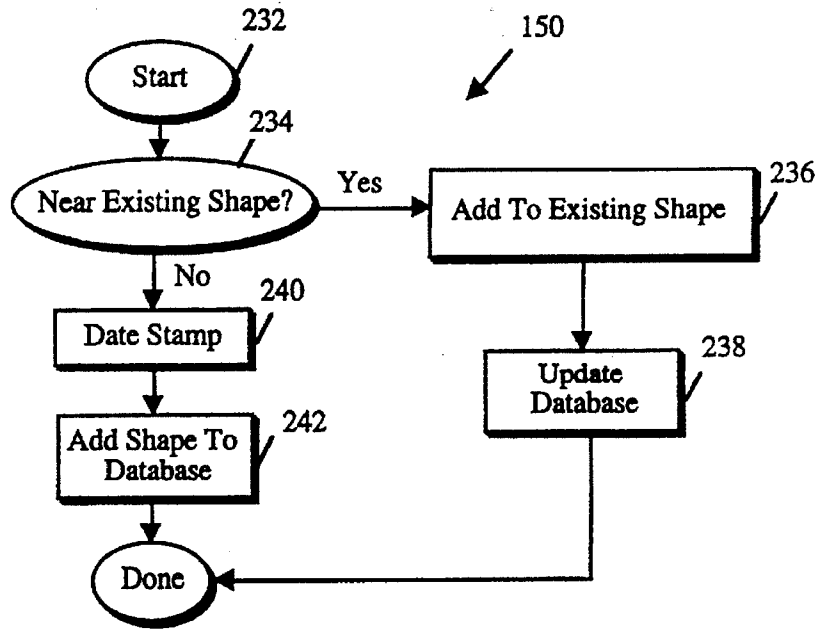 232
150
Start
234
Near Existing Shape?
Yes
236
Add To Existing Shape
No
240
Date Stamp
238
Update
Database
242
Add Shape To
Database
Done